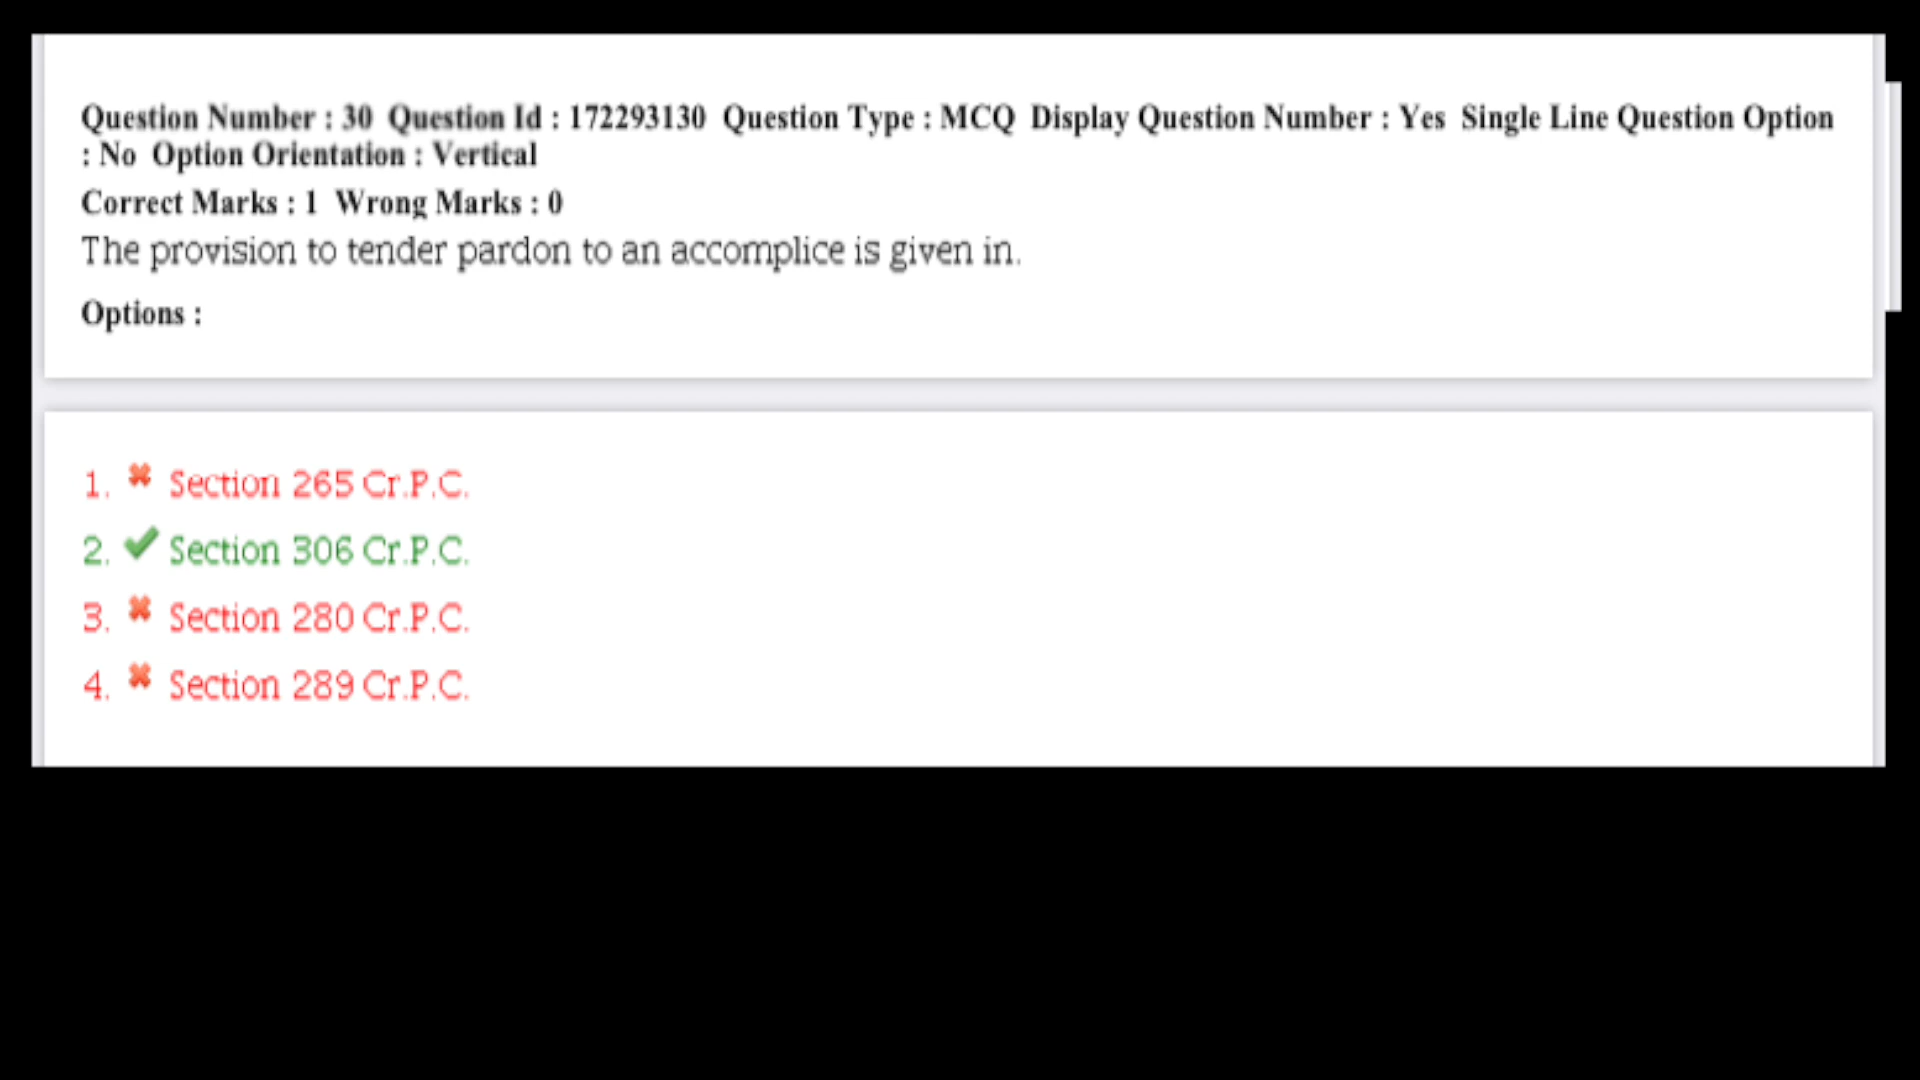 Question Number : 30 Question Id : 172293130 Question Type : MCQ Display Question Number : Yes Single Line Question Option
: No Option Orientation : Vertical
Correct Marks : 1 Wrong Marks : 0
The provision to tender pardon to an accomplice is given in.
Options :
1. ✖ Section 265 Cr.P.C.
2. ✔ Section 306 Cr.P.C.
3. ✖ Section 280 Cr.P.C.
4. ✖ Section 289 Cr.P.C.